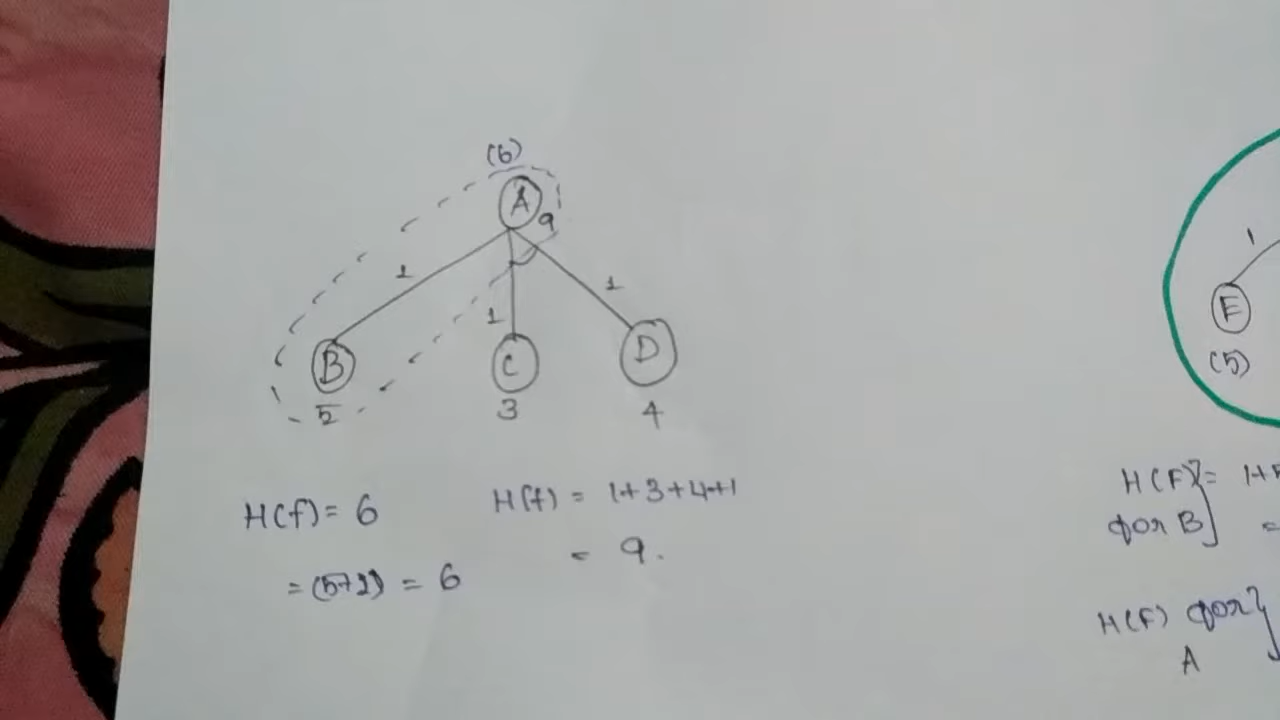 (6)
A
9
1
1
1
B
C
D
5
3
4
H(f) = 6
= (5+1) = 6
H(f) = 1+3+4+1
= 9.
1
E
(5)
H(F) = 1+
for B
=
H(F) for
A